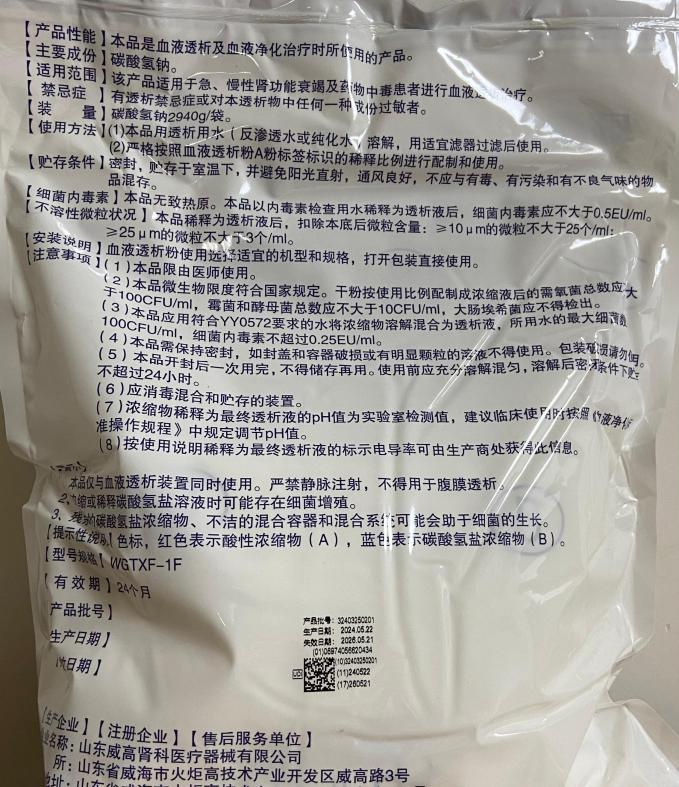 【产品性能】本品是血液透析及血液净化治疗时所使用的产品。
【主要成份】碳酸氢钠。
【适用范围】该产品适用于急、慢性肾功能衰竭及药物中毒患者进行血液透析治疗。
【禁忌症】有透析禁忌症或对本透析物中任何一种成份过敏者。
【装 量】碳酸氢钠2940g/袋。
【使用方法】(1)本品用透析用水(反渗透水或纯化水)溶解，用适宜滤器过滤后使用。
(2)严格按照血液透析粉A粉标签标识的稀释比例进行配制和使用。
【贮存条件】密封，贮存于室温下，并避免阳光直射，通风良好，不应与有毒、有污染和有不良气味的物
品混存。
【细菌内毒素】本品无致热原。本品以内毒素检查用水稀释为透析液后，细菌内毒素应不大于0.5EU/ml。
【不溶性微粒状况】本品稀释为透析液后，扣除本底后微粒含量：≥10μm的微粒不大于25个/ml；
≥25μm的微粒不大于3个/ml。
【安装说明】血液透析粉使用选择适宜的机型和规格，打开包装直接使用。
【注意事项】(1)本品限由医师使用。
(2)本品微生物限度符合国家规定。干粉按使用比例配制成浓缩液后的需氧菌总数应不大
于100CFU/ml，霉菌和酵母菌总数应不大于10CFU/ml，大肠埃希菌应不得检出。
(3)本品应用符合YY0572要求的水将浓缩物溶解混合为透析液，所用水的最大细菌数
100CFU/ml，细菌内毒素不超过0.25EU/ml。
(4)本品需保持密封，如封盖和容器破损或有明显颗粒的溶液不得使用。包装破损请勿使用。
(5)本品开封后一次用完，不得储存再用。使用前应充分溶解混匀，溶解后密闭条件下贮存
不超过24小时。
(6)应消毒混合和贮存的装置。
(7)浓缩物稀释为最终透析液的pH值为实验室检测值，建议临床使用时按照《血液净化标
准操作规程》中规定调节pH值。
(8)按使用说明稀释为最终透析液的标示电导率可由生产商处获得此信息。
本品仅与血液透析装置同时使用。严禁静脉注射，不得用于腹膜透析。
2、浓缩或稀释碳酸氢盐溶液时可能存在细菌增殖。
3、残余的碳酸氢盐浓缩物、不洁的混合容器和混合系统可能会助于细菌的生长。
【提示性说明】色标，红色表示酸性浓缩物(A)，蓝色表示碳酸氢盐浓缩物(B)。
【型号规格】WGTXF-1F
【有效期】24个月
产品批号】
生产日期】
日期】
产品批号：32403250201
生产日期：2024.05.22
失效日期：2026.05.21
(01)06974056620434
(10)32403250201
UDI
(11)240522
(17)260521
【生产企业】【注册企业】【售后服务单位】
名称：山东威高肾科医疗器械有限公司
所：山东省威海市火炬高技术产业开发区威高路3号